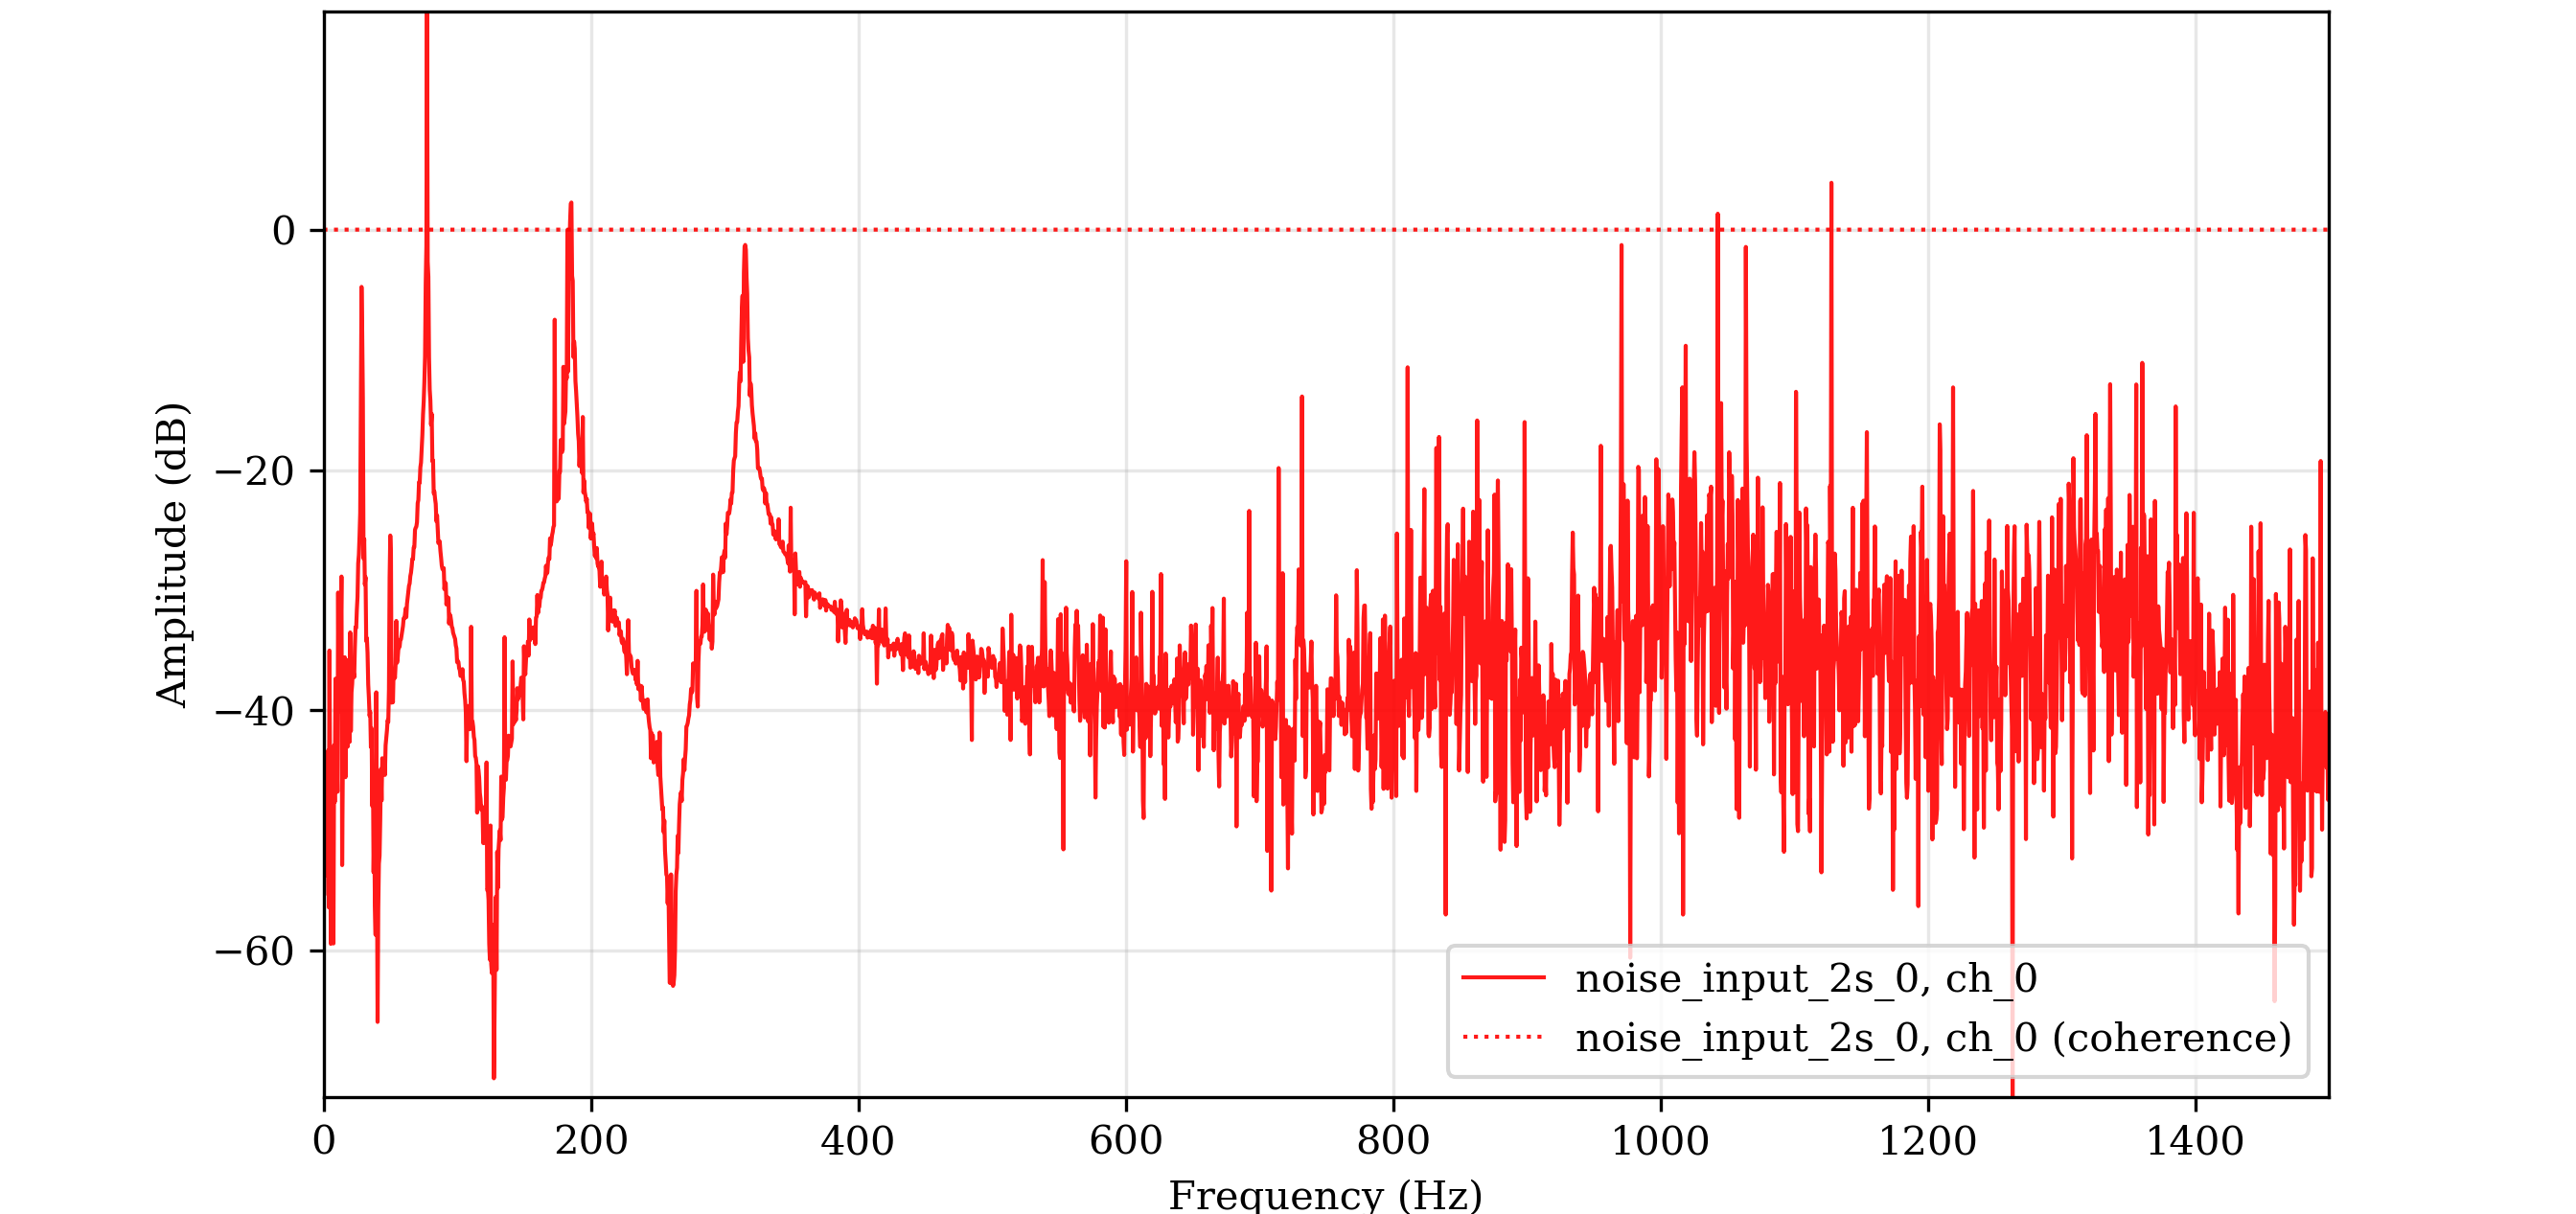 0
−20
−40
−60
Amplitude (dB)
noise_input_2s_0, ch_0
noise_input_2s_0, ch_0 (coherence)
0 200 400 600 800 1000 1200 1400
Frequency (Hz)